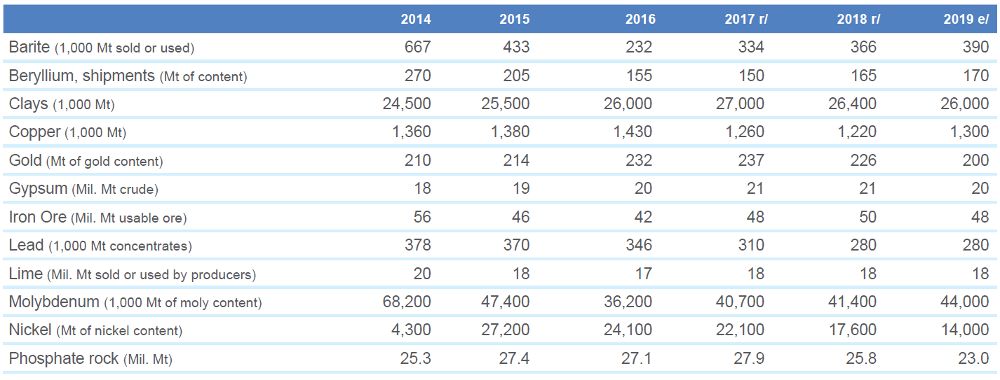 2014 2015 2016 2017 r/ 2018 r/ 2019 e/
Barite (1,000 Mt sold or used) 667 433 232 334 366 390
Beryllium, shipments (Mt of content) 270 205 155 150 165 170
Clays (1,000 Mt) 24,500 25,500 26,000 27,000 26,400 26,000
Copper (1,000 Mt) 1,360 1,380 1,430 1,260 1,220 1,300
Gold (Mt of gold content) 210 214 232 237 226 200
Gypsum (Mil. Mt crude) 18 19 20 21 21 20
Iron Ore (Mil. Mt usable ore) 56 46 42 48 50 48
Lead (1,000 Mt concentrates) 378 370 346 310 280 280
Lime (Mil. Mt sold or used by producers) 20 18 17 18 18 18
Molybdenum (1,000 Mt of moly content) 68,200 47,400 36,200 40,700 41,400 44,000
Nickel (Mt of nickel content) 4,300 27,200 24,100 22,100 17,600 14,000
Phosphate rock (Mil. Mt) 25.3 27.4 27.1 27.9 25.8 23.0